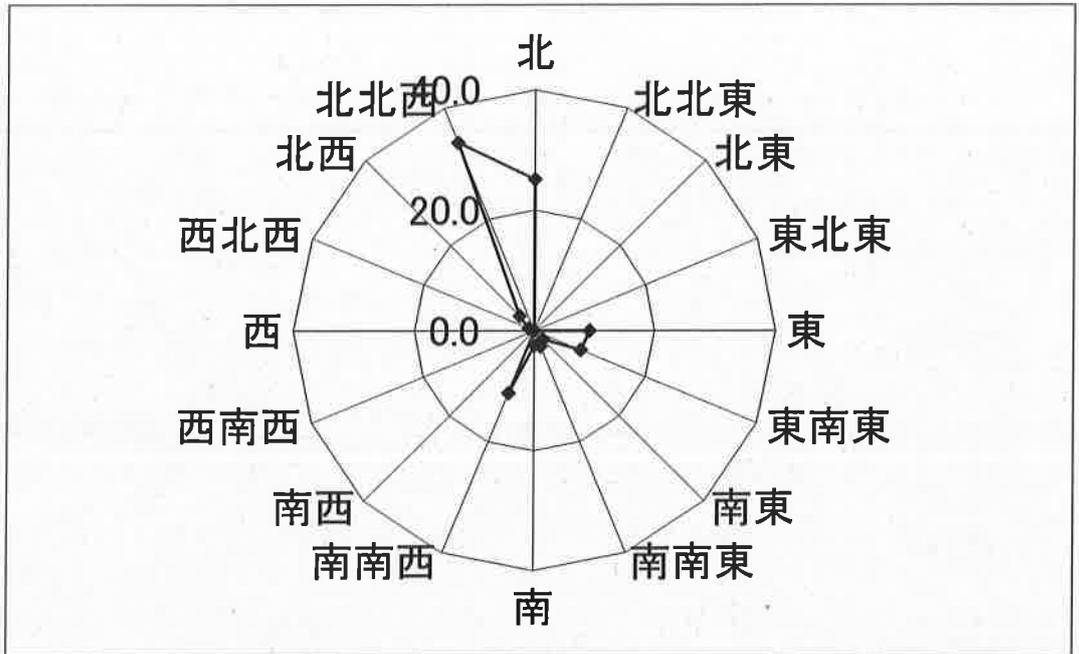 北
北北西
40.0
北北東
北西
北東
20.0
西北西
東北東
西
0.0
東
西南西
東南東
南西
南東
南南西
南南東
南